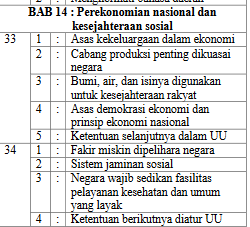 BAB 14 : Perekonomian nasional dan
kesejahteraan sosial
33 1 : Asas kekeluargaan dalam ekonomi
2 : Cabang produksi penting dikuasai
negara
3 : Bumi, air, dan isinya digunakan
untuk kesejahteraan rakyat
4 : Asas demokrasi ekonomi dan
prinsip ekonomi nasional
5 : Ketentuan selanjutnya dalam UU
34 1 : Fakir miskin dipelihara negara
2 : Sistem jaminan sosial
3 : Negara wajib sedikan fasilitas
pelayanan kesehatan dan umum
yang layak
4 : Ketentuan berikutnya diatur UU